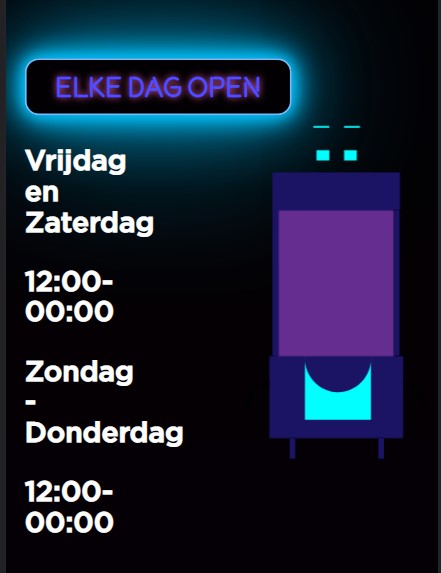 ELKE DAG OPEN
Vrijdag
en
Zaterdag
12:00-
00:00
Zondag
-
Donderdag
12:00-
00:00